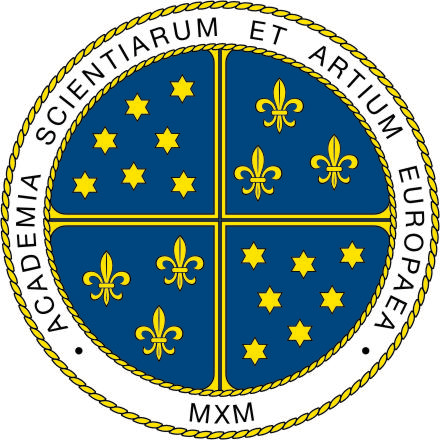 • ACADEMIA SCIENTIARUM ET ARTIUM EUROPAEA •
MXM